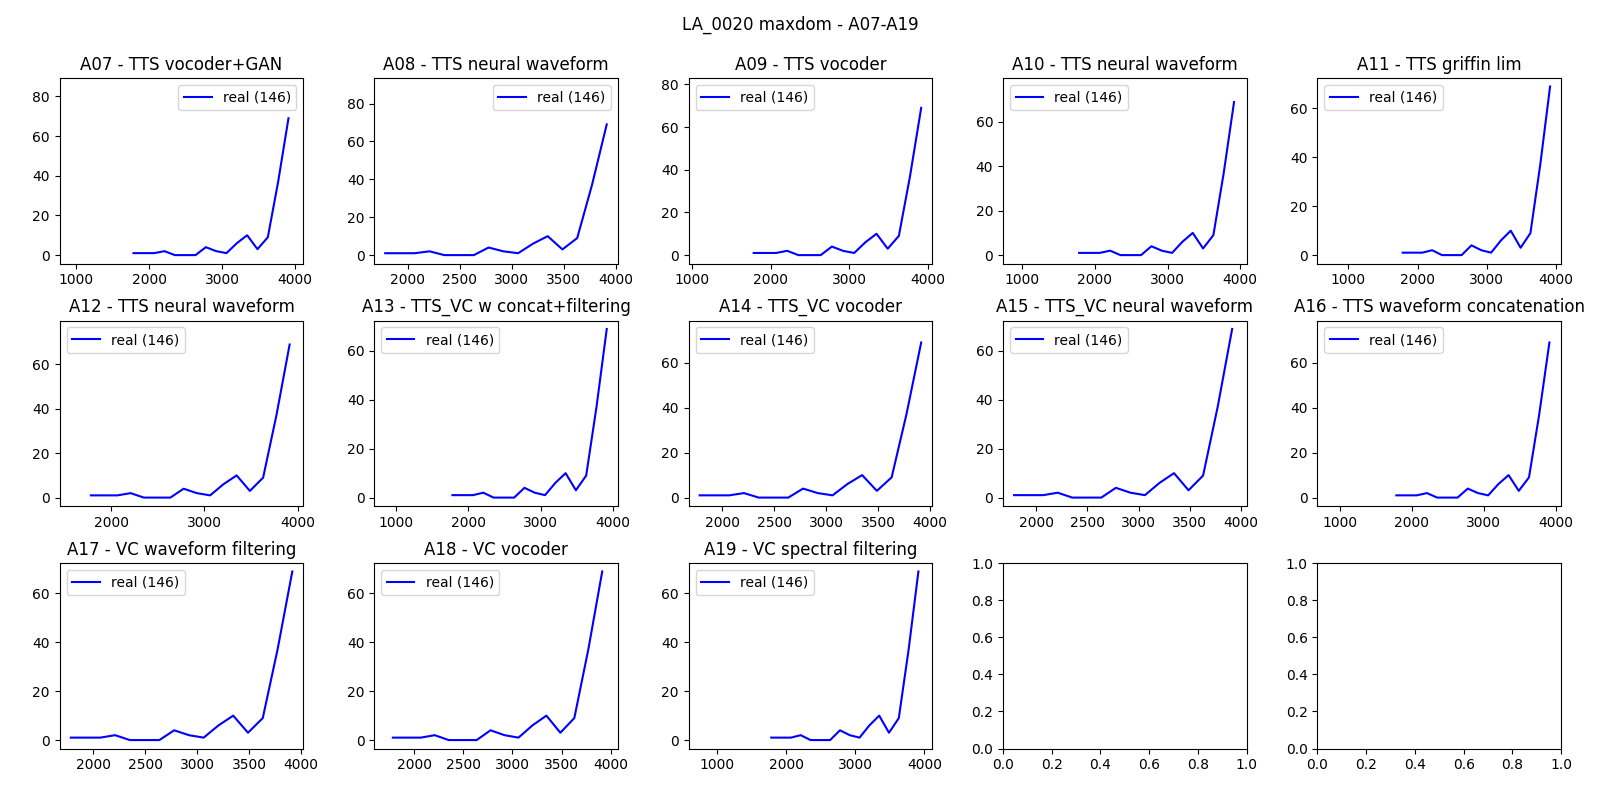 LA_0020 maxdom - A07-A19
A07 - TTS vocoder+GAN
A08 - TTS neural waveform
A09 - TTS vocoder
A10 - TTS neural waveform
A11 - TTS griffin lim
real (146)
real (146)
real (146)
real (146)
real (146)
80
60
40
20
0
1000 2000 3000 4000
80
60
40
20
0
2000 2500 3000 3500 4000
80
60
40
20
0
1000 2000 3000 4000
60
40
20
0
1000 2000 3000 4000
60
40
20
0
1000 2000 3000 4000
A12 - TTS neural waveform
A13 - TTS_VC w concat+filtering
A14 - TTS_VC vocoder
A15 - TTS_VC neural waveform
A16 - TTS waveform concatenation
real (146)
real (146)
real (146)
real (146)
real (146)
60
40
20
0
2000 3000 4000
60
40
20
0
1000 2000 3000 4000
60
40
20
0
2000 2500 3000 3500 4000
60
40
20
0
2000 2500 3000 3500 4000
60
40
20
0
1000 2000 3000 4000
A17 - VC waveform filtering
A18 - VC vocoder
A19 - VC spectral filtering
real (146)
real (146)
real (146)
60
40
20
0
2000 2500 3000 3500 4000
60
40
20
0
2000 2500 3000 3500 4000
60
40
20
0
1000 2000 3000 4000
1.0
0.8
0.6
0.4
0.2
0.0
0.0 0.2 0.4 0.6 0.8 1.0
1.0
0.8
0.6
0.4
0.2
0.0
0.0 0.2 0.4 0.6 0.8 1.0